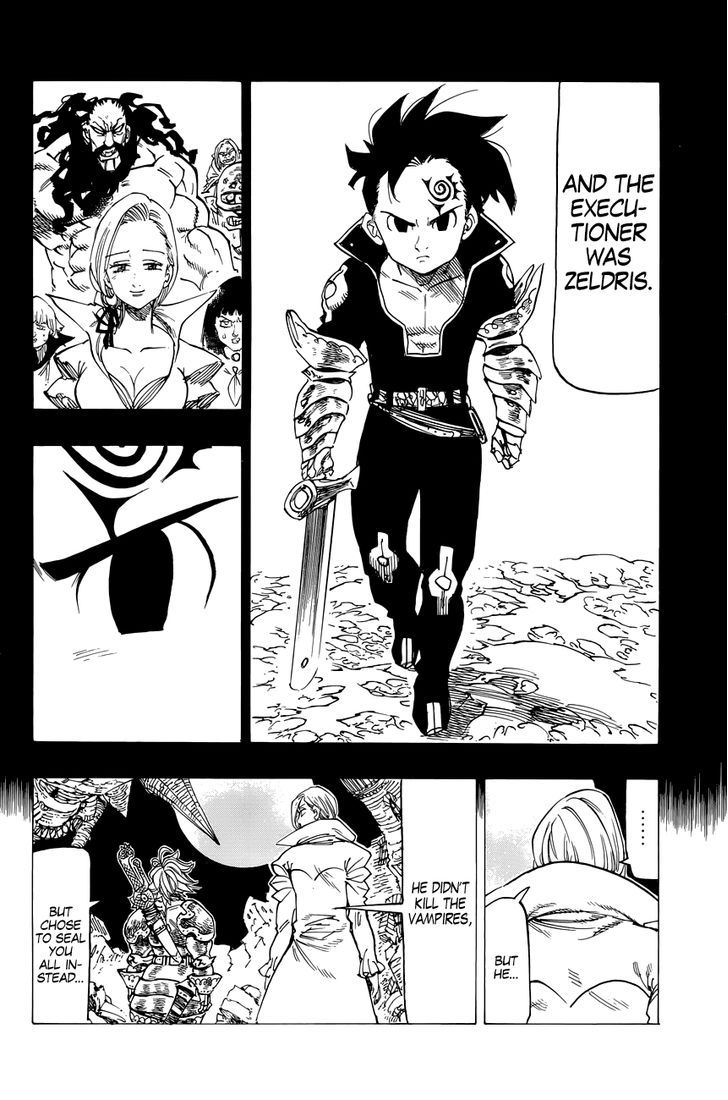 AND THE
EXECU-
TIONER
WAS
ZELDRIS.
......
BUT
HE...
HE DIDN'T
KILL THE
VAMPIRES,
BUT
CHOSE
TO SEAL
YOU
ALL IN-
STEAD...